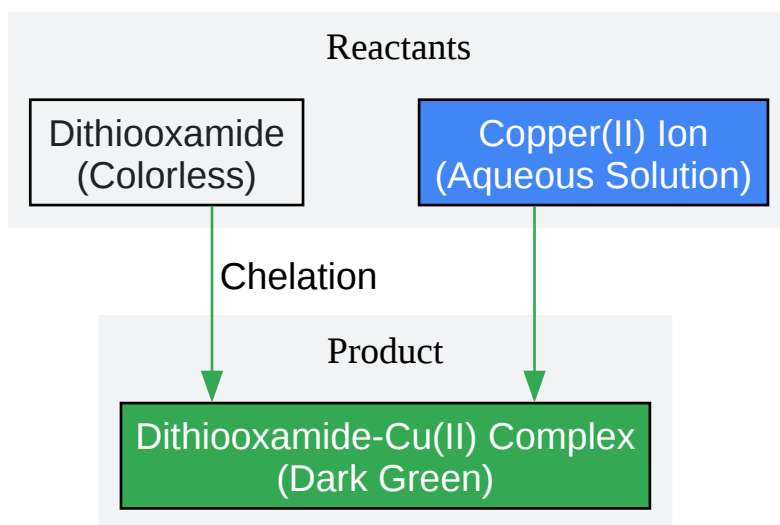 Reactants
Dithiooxamide
(Colorless)
Copper(II) Ion
(Aqueous Solution)
Chelation
Product
Dithiooxamide-Cu(II) Complex
(Dark Green)